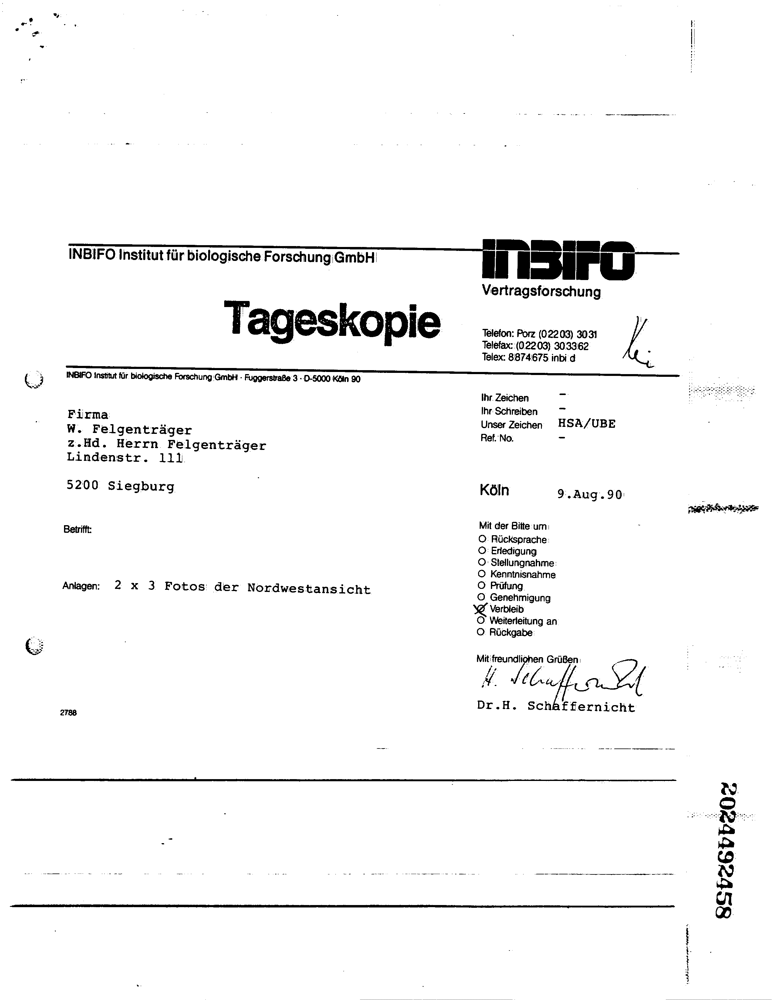 INBIFO Institut für biologische Forschung GmbH
INBIFO
Vertragsforschung
Tageskopie
Telefon: Porz (02203) 3031
Telefax: (02203) 303362
Telex: 8874675 inbi d
INBIFO Institut für biologische Forschung GmbH · Fuggerstraße 3 · D-5000 Köln 90
Firma
W. Felgenträger
z.Hd. Herrn Felgenträger
Lindenstr. 111
5200 Siegburg
Ihr Zeichen –
Ihr Schreiben –
Unser Zeichen HSA/UBE
Ref. No. –
Köln 9.Aug.90
Betrifft:
Anlagen: 2 x 3 Fotos der Nordwestansicht
Mit der Bitte um
O Rücksprache
O Erledigung
O Stellungnahme
O Kenntnisnahme
O Prüfung
O Genehmigung
O Verbleib
O Weiterleitung an
O Rückgabe
Mit freundlichen Grüßen
H. Schaffernicht
Dr.H. Schaffernicht
2788
2024492458